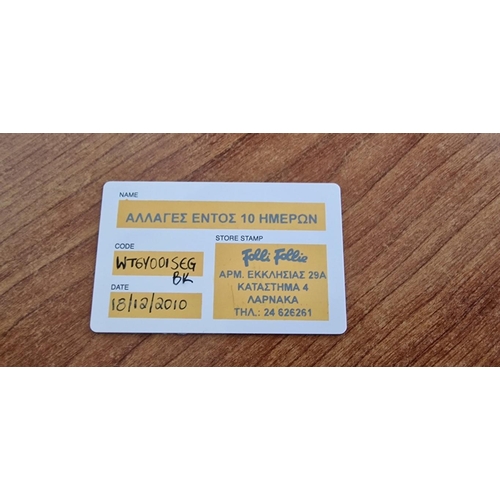 NAME
ΑΛΛΑΓΕΣ ΕΝΤΟΣ 10 ΗΜΕΡΩΝ
CODE
WT6Y001SEG
BK
DATE
18/12/2010
STORE STAMP
Folli Follie
ΑΡΜ. ΕΚΚΛΗΣΙΑΣ 29Α
ΚΑΤΑΣΤΗΜΑ 4
ΛΑΡΝΑΚΑ
ΤΗΛ.: 24 626261